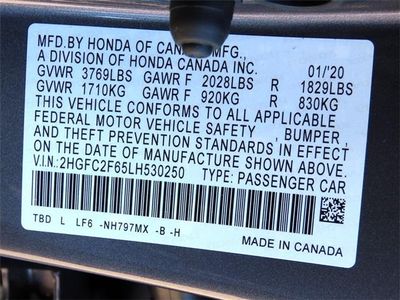 MFD.BY HONDA OF CANADA MFG.,
A DIVISION OF HONDA CANADA INC. 01/'20
GVWR 3769LBS GAWR F 2028LBS R 1829LBS
GVWR 1710KG GAWR F 920KG R 830KG
THIS VEHICLE CONFORMS TO ALL APPLICABLE
FEDERAL MOTOR VEHICLE SAFETY , BUMPER ,
AND THEFT PREVENTION STANDARDS IN EFFECT
ON THE DATE OF MANUFACTURE SHOWN ABOVE.
V.I.N.:2HGFC2F65LH530250 TYPE:PASSENGER CAR
TBD L LF6 -NH797MX -B -H
MADE IN CANADA